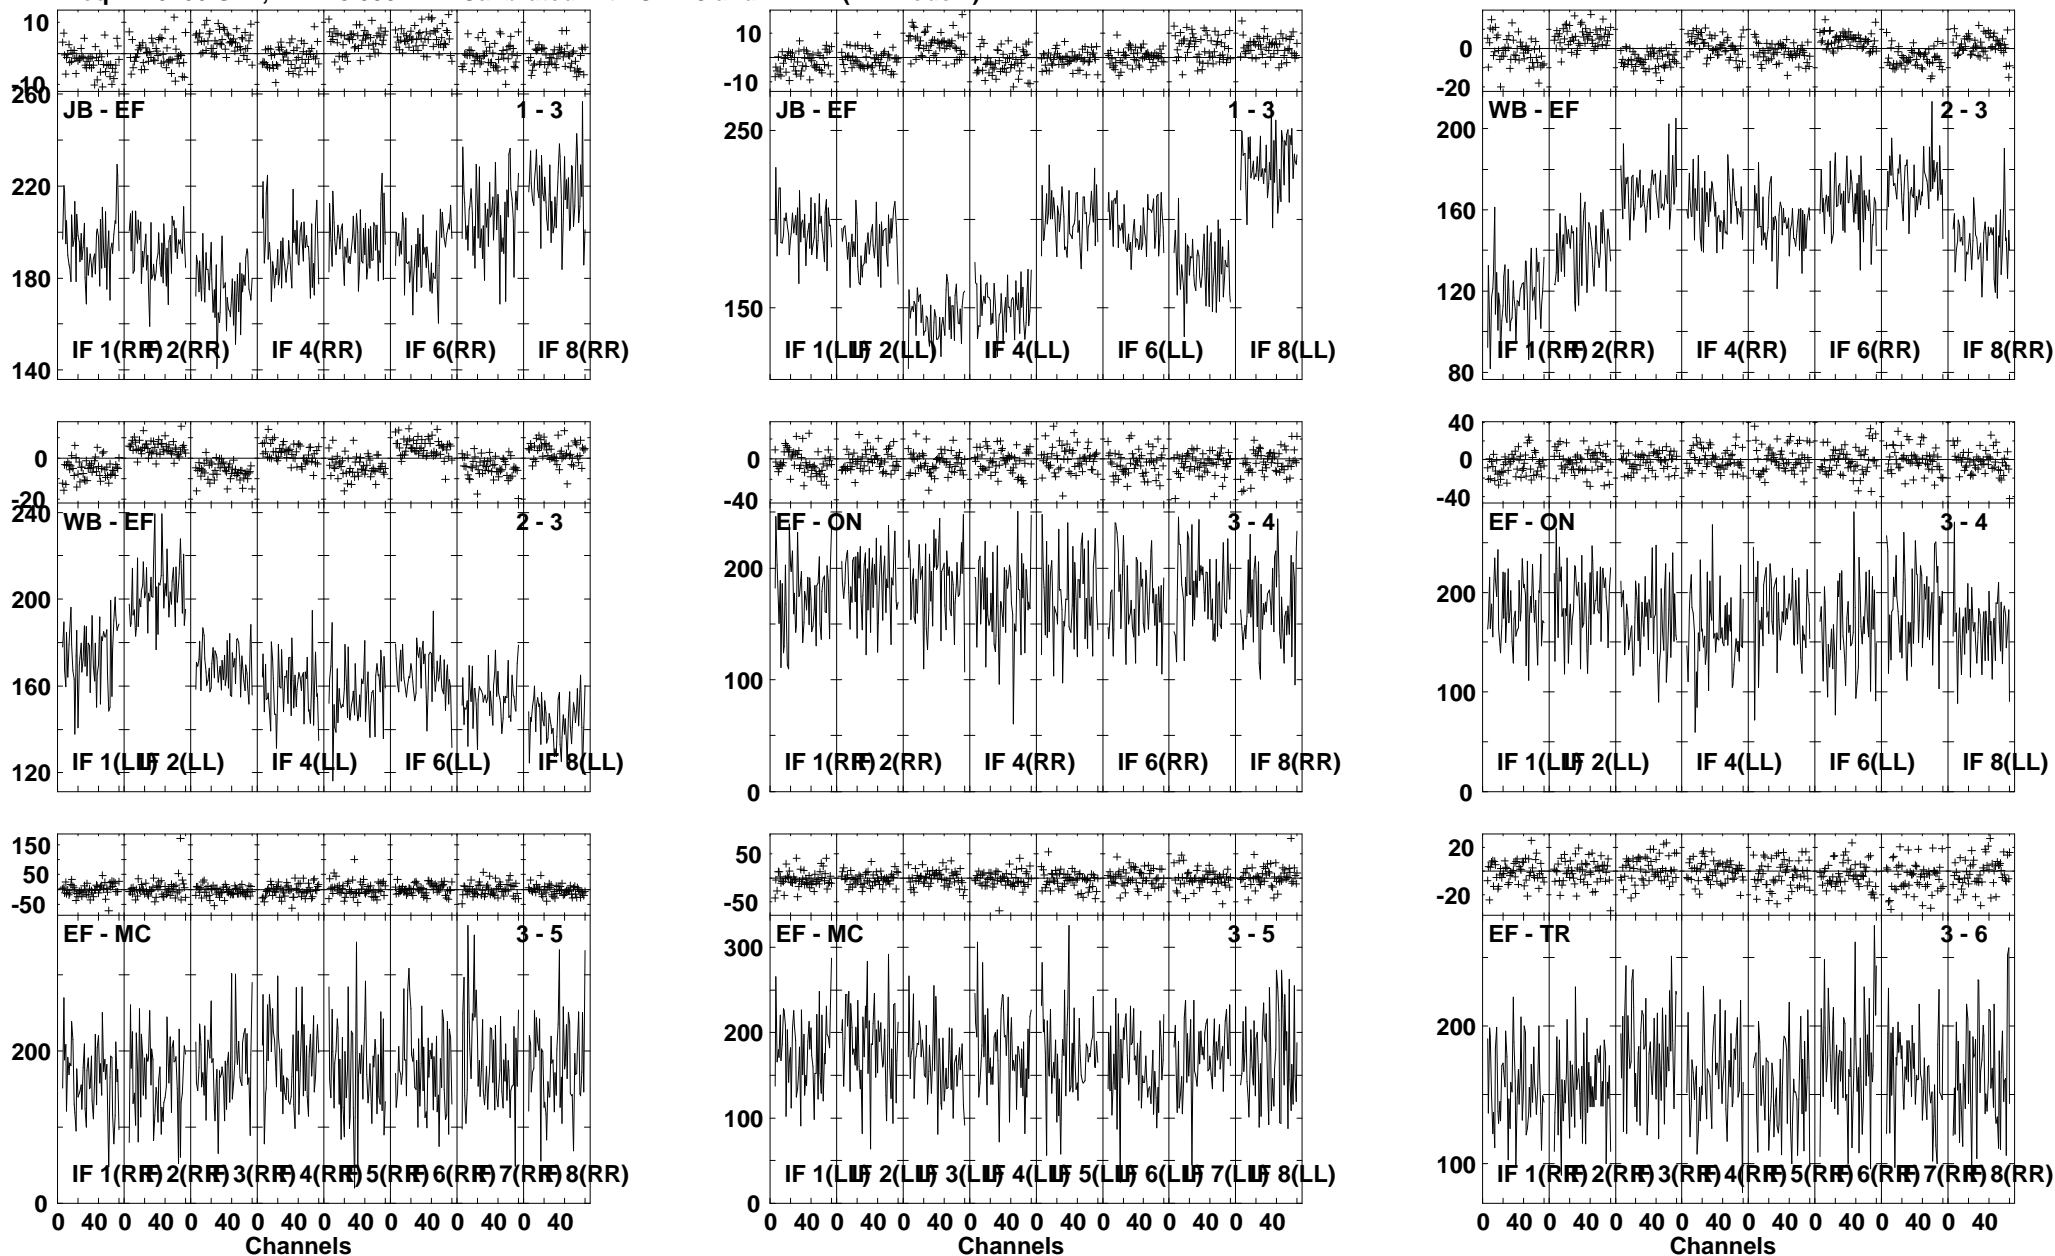 10
-10
260
220
180
140
JB - EF
1 - 3
IF 1(RR) IF 2(RR) IF 4(RR) IF 6(RR) IF 8(RR)
10
-10
250
150
JB - EF
1 - 3
IF 1(LL) IF 2(LL) IF 4(LL) IF 6(LL) IF 8(LL)
0
-20
200
160
120
80
WB - EF
2 - 3
IF 1(RR) IF 2(RR) IF 4(RR) IF 6(RR) IF 8(RR)
0
-20
240
200
160
120
WB - EF
2 - 3
IF 1(LL) IF 2(LL) IF 4(LL) IF 6(LL) IF 8(LL)
0
-40
200
100
0
EF - ON
3 - 4
IF 1(RR) IF 2(RR) IF 4(RR) IF 6(RR) IF 8(RR)
40
0
-40
200
100
0
EF - ON
3 - 4
IF 1(LL) IF 2(LL) IF 4(LL) IF 6(LL) IF 8(LL)
150
50
-50
200
0
EF - MC
3 - 5
IF 1(RR) IF 2(RR) IF 3(RR) IF 4(RR) IF 5(RR) IF 6(RR) IF 7(RR) IF 8(RR)
0 40 0 40 0 40 0 40 0 40 0 40 0 40 0 40
Channels
50
-50
300
200
100
0
EF - MC
3 - 5
IF 1(LL) IF 2(LL) IF 3(LL) IF 4(LL) IF 5(LL) IF 6(LL) IF 7(LL) IF 8(LL)
0 40 0 40 0 40 0 40 0 40 0 40 0 40 0 40
Channels
20
-20
200
100
EF - TR
3 - 6
IF 1(RR) IF 2(RR) IF 3(RR) IF 4(RR) IF 5(RR) IF 6(RR) IF 7(RR) IF 8(RR)
0 40 0 40 0 40 0 40 0 40 0 40 0 40 0 40
Channels